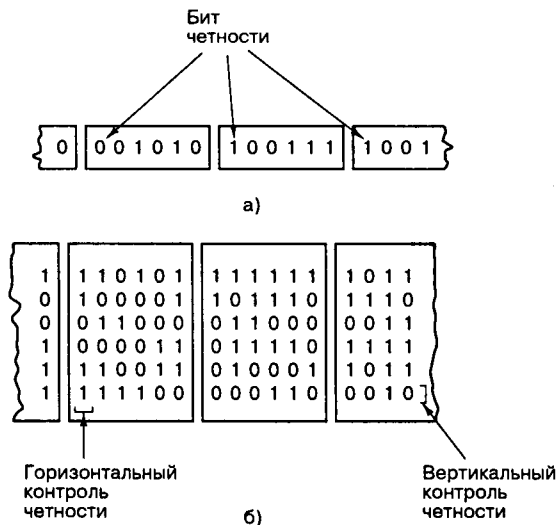 Бит
четности
0 001010 100111 1001
а)
1 110101 111111 1011
0 100001 101110 1110
0 011000 011000 0011
1 000011 001110 1111
1 110011 010001 1011
1 111100 000110 0010
Горизонтальный
контроль
четности
Вертикальный
контроль
четности
б)